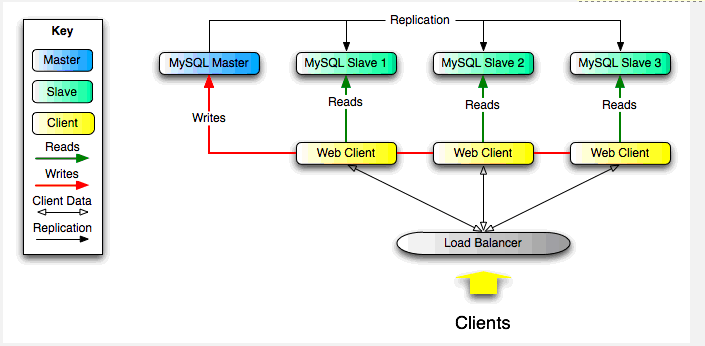 Key
Master
Slave
Client
Reads
Writes
Client Data
Replication
Replication
MySQL Master
MySQL Slave 1
MySQL Slave 2
MySQL Slave 3
Writes
Reads
Reads
Reads
Web Client
Web Client
Web Client
Load Balancer
Clients